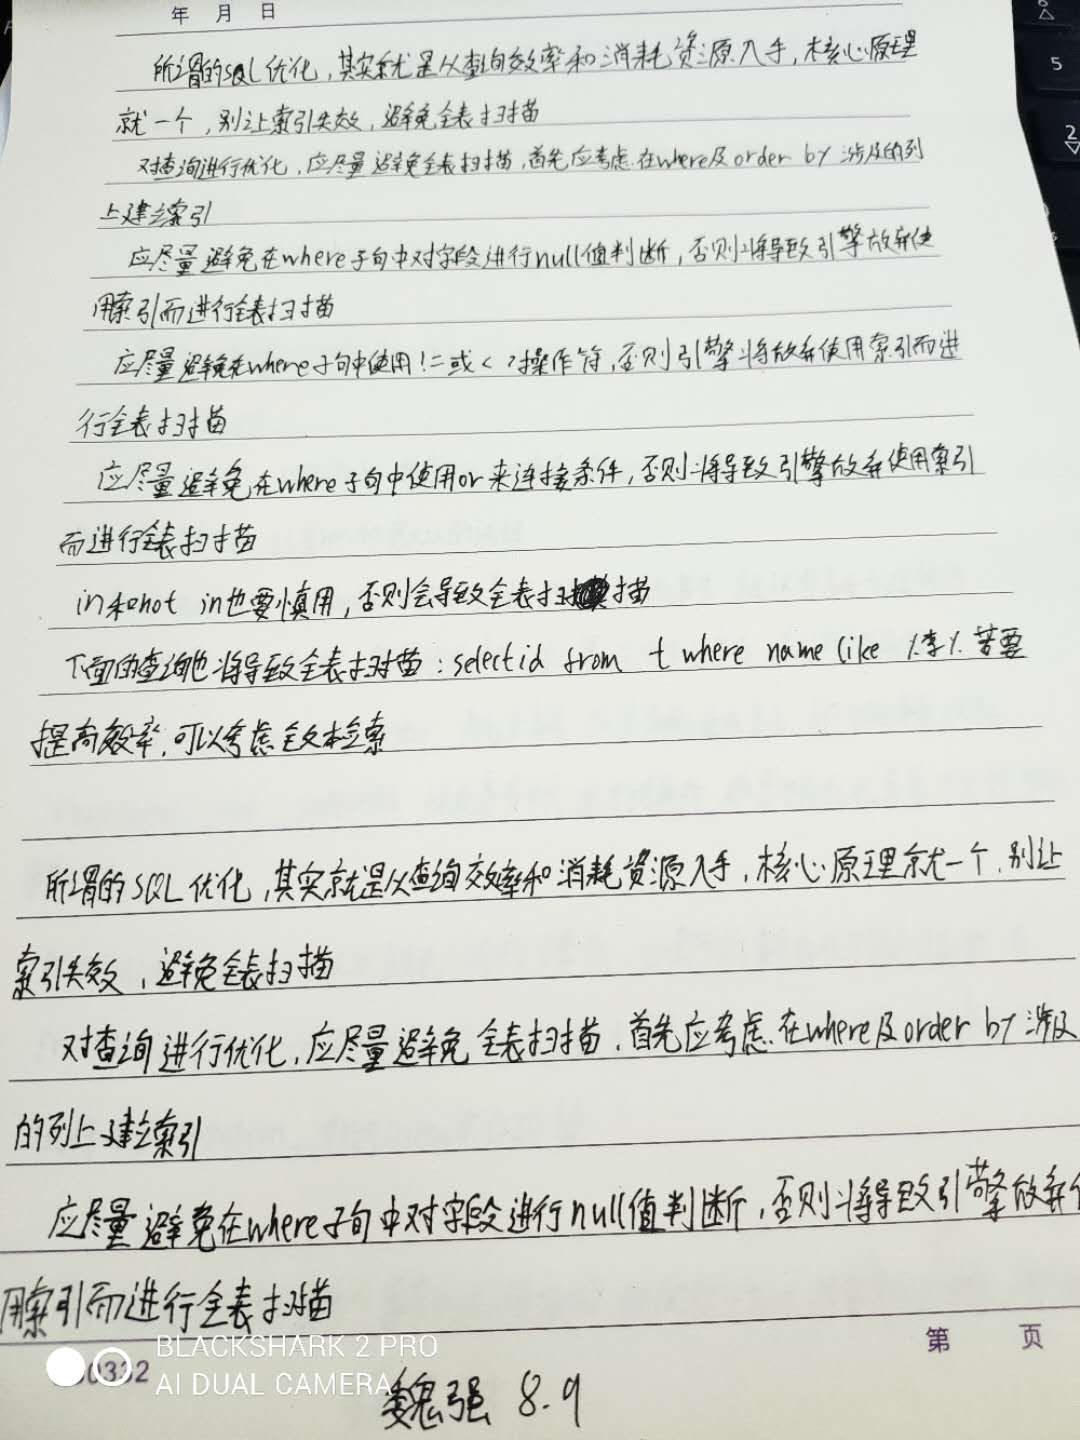 年 月 日
所谓的SQL优化,其实就是从查询效率和消耗资源入手,核心原理
就一个,别让索引失效,避免全表扫描
对查询进行优化,应尽量避免全表扫描,首先应考虑在where及order by涉及的列
上建立索引
应尽量避免在where子句中对字段进行null值判断,否则将导致引擎放弃使
用索引而进行全表扫描
应尽量避免在where子句中使用!=或<>操作符,否则引擎将放弃使用索引而进
行全表扫描
应尽量避免在where子句中使用or来连接条件,否则将导致引擎放弃使用索引
而进行全表扫描
in和not in也要慎用,否则会导致全表扫描
下面的查询也将导致全表扫描:select id from t where name like %李% 若要
提高效率,可以考虑全文检索
所谓的SQL优化,其实就是从查询效率和消耗资源入手,核心原理就一个,别让
索引失效,避免全表扫描
对查询进行优化,应尽量避免全表扫描,首先应考虑在where及order by涉及
的列上建立索引
应尽量避免在where子句中对字段进行null值判断,否则将导致引擎放弃使
用索引而进行全表扫描
第 页
0332
BLACKSHARK 2 PRO
AI DUAL CAMERA
魏强 8.9